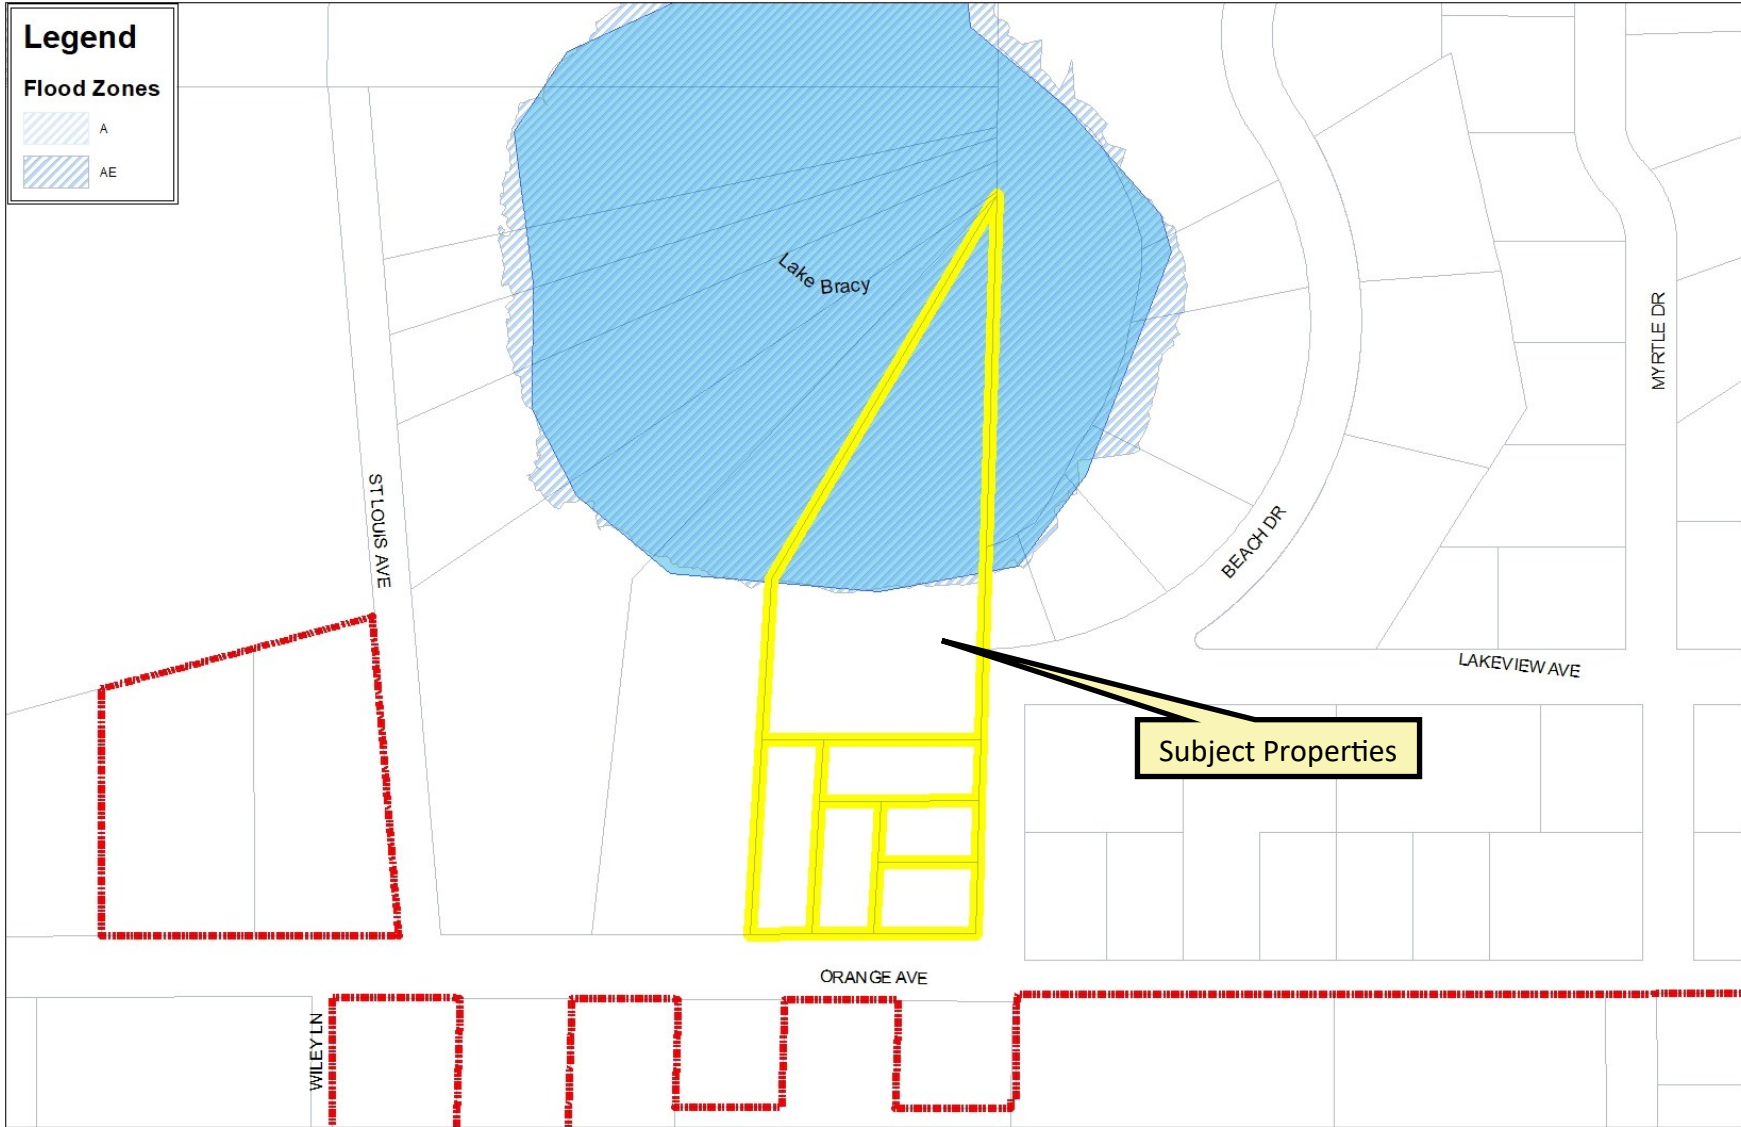 Legend
Flood Zones
A
AE
Lake Bracy
MYRTLE DR
ST LOUIS AVE
BEACH DR
LAKEVIEW AVE
Subject Properties
ORANGE AVE
WILEY LN